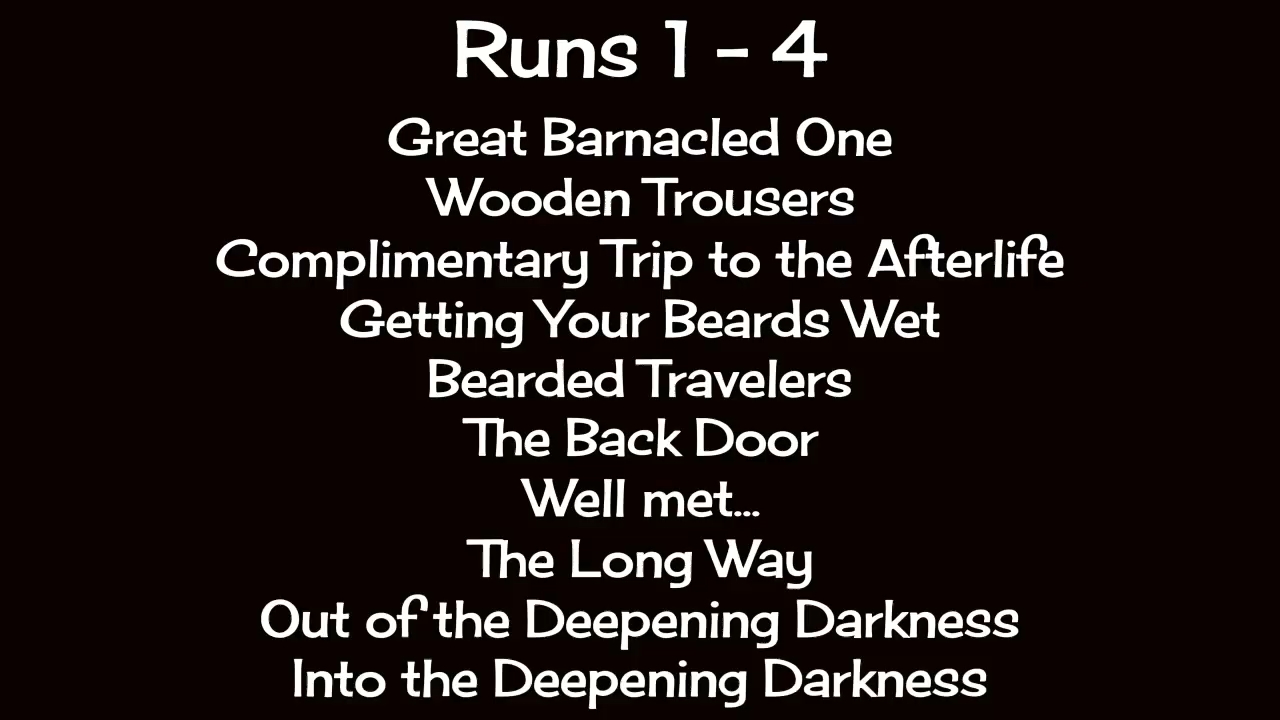 Runs 1 - 4
Great Barnacled One
Wooden Trousers
Complimentary Trip to the Afterlife
Getting Your Beards Wet
Bearded Travelers
The Back Door
Well met...
The Long Way
Out of the Deepening Darkness
Into the Deepening Darkness